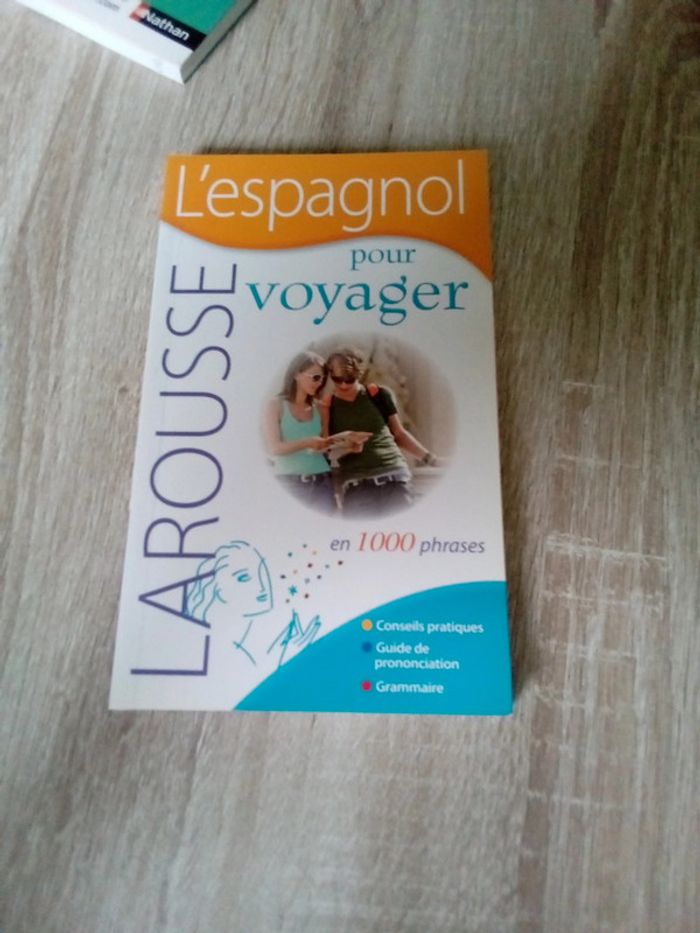 Nathan
L'espagnol
pour
voyager
LAROUSSE
en 1000 phrases
Conseils pratiques
Guide de
prononciation
Grammaire